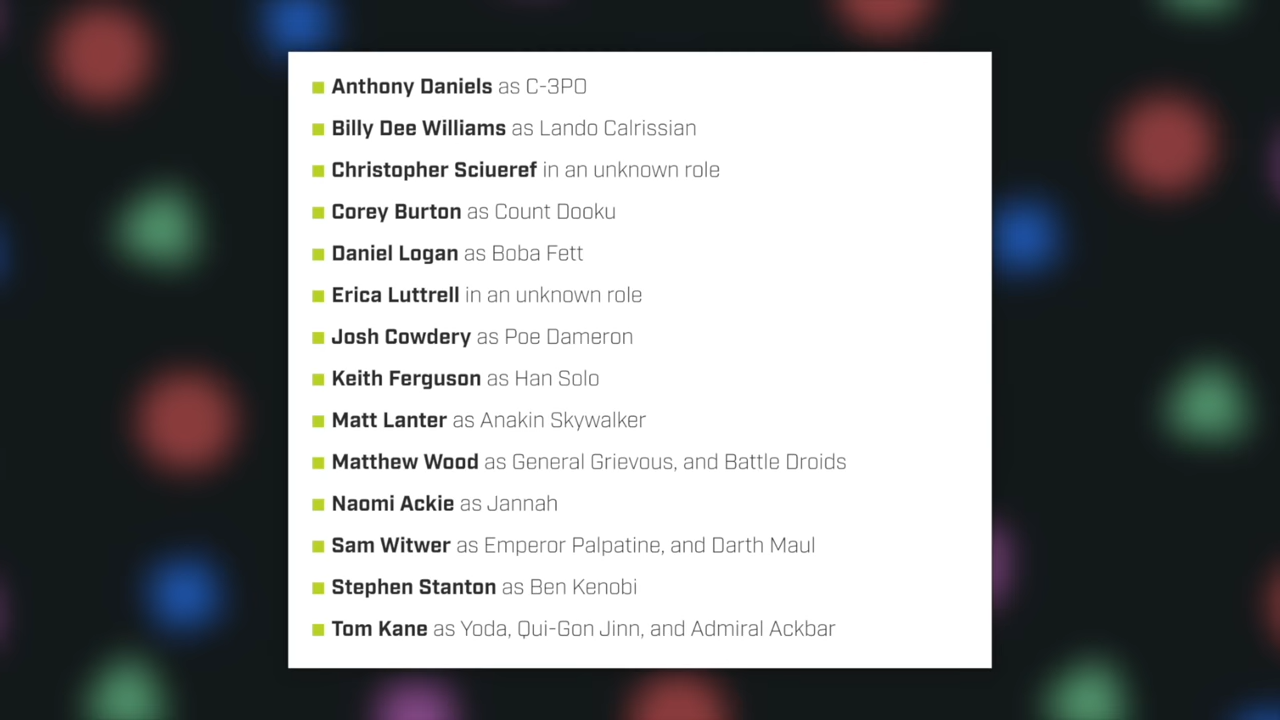 Anthony Daniels as C-3PO
Billy Dee Williams as Lando Calrissian
Christopher Sciueref in an unknown role
Corey Burton as Count Dooku
Daniel Logan as Boba Fett
Erica Luttrell in an unknown role
Josh Cowdery as Poe Dameron
Keith Ferguson as Han Solo
Matt Lanter as Anakin Skywalker
Matthew Wood as General Grievous, and Battle Droids
Naomi Ackie as Jannah
Sam Witwer as Emperor Palpatine, and Darth Maul
Stephen Stanton as Ben Kenobi
Tom Kane as Yoda, Qui-Gon Jinn, and Admiral Ackbar